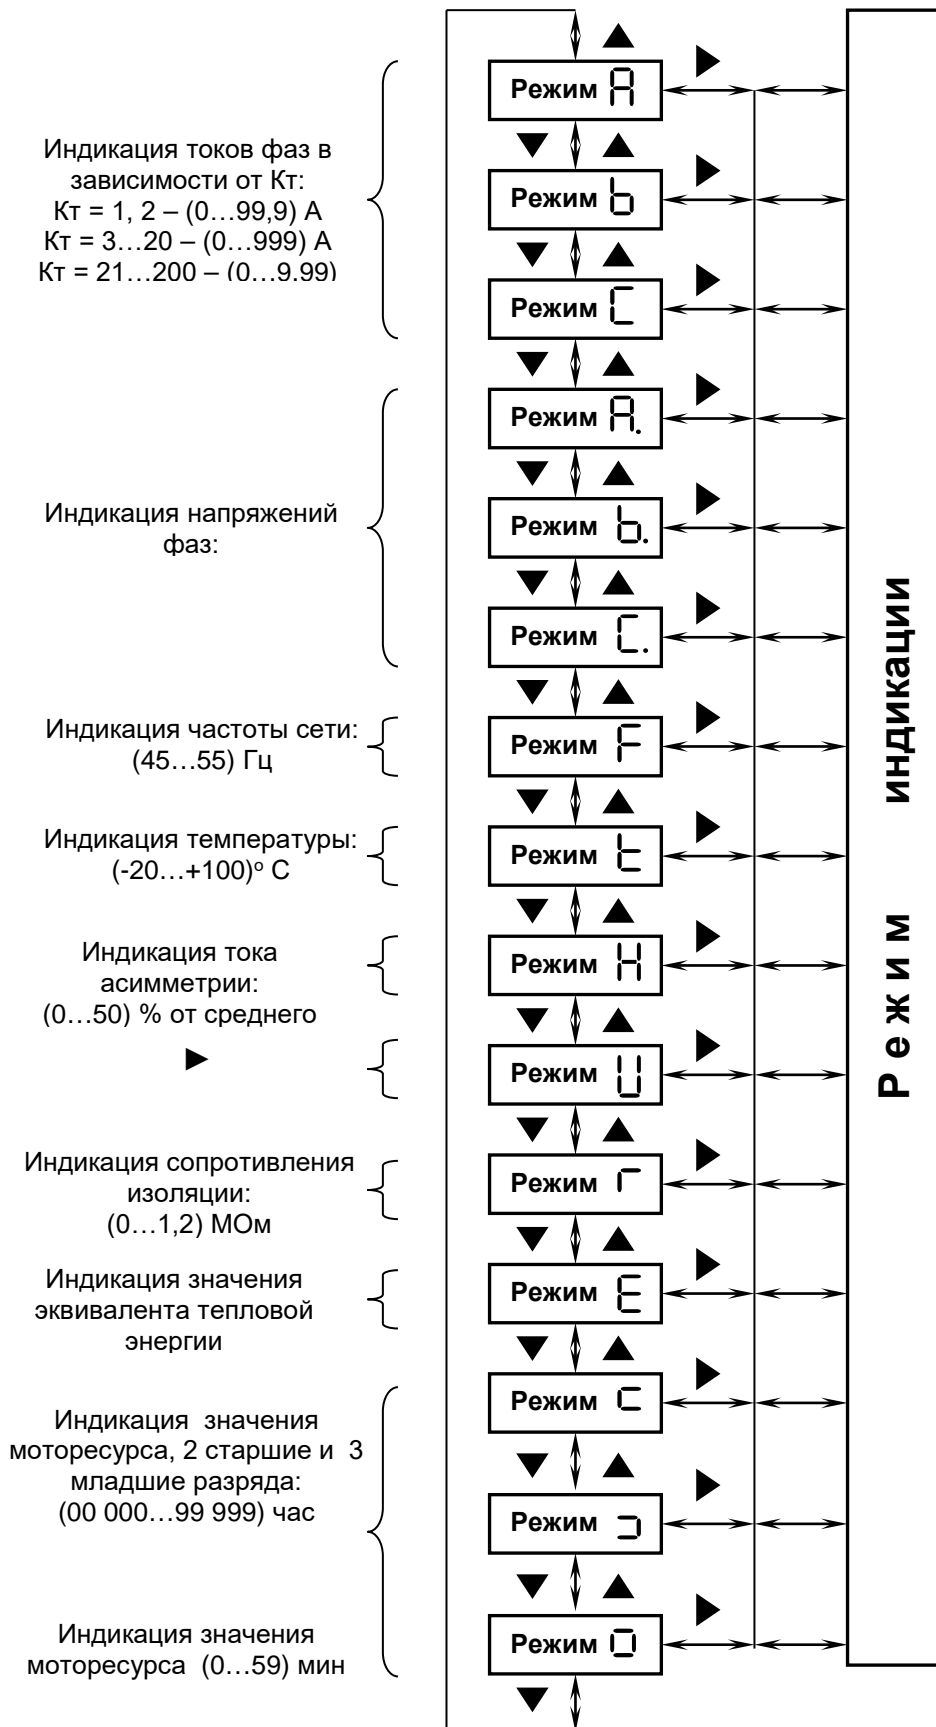 Режим A
Индикация токов фаз в
зависимости от Кт:
Кт = 1, 2 – (0…99,9) А
Кт = 3…20 – (0…999) А
Кт = 21…200 – (0…9.99)
Режим b
Режим C
Режим A.
Индикация напряжений
фаз:
Режим b.
Режим C.
Индикация частоты сети:
(45…55) Гц
Режим F
Индикация температуры:
(-20…+100)º С
Режим t
Индикация тока
асимметрии:
(0…50) % от среднего
Режим H
Режим U
Индикация сопротивления
изоляции:
(0…1,2) МОм
Режим Г
Индикация значения
эквивалента тепловой
энергии
Режим E
Индикация  значения
моторесурса, 2 старшие и  3
младшие разряда:
(00 000…99 999) час
Режим c
Режим ɔ
Индикация значения
моторесурса  (0…59) мин
Режим 0
Режим индикации